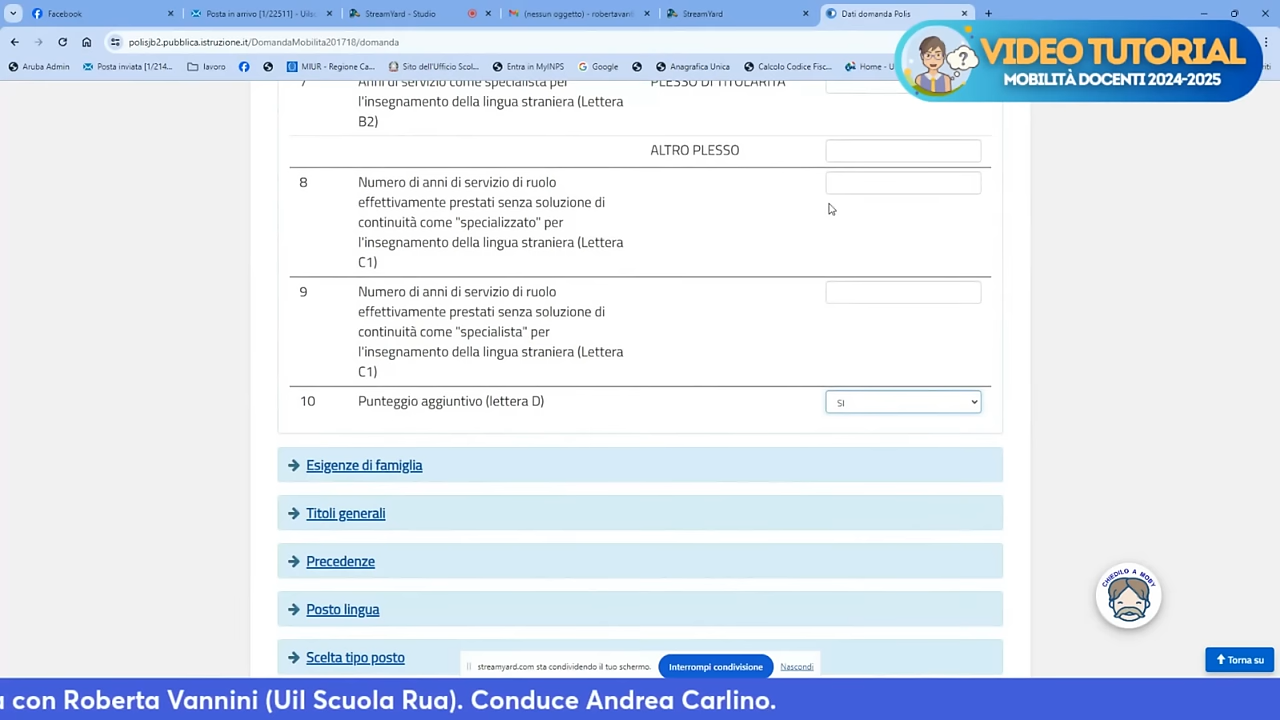 Facebook
Posta in arrivo [1/22511] - Uils
StreamYard - Studio
(nessun oggetto) - robertavan
StreamYard
Dati domanda Polis
polisjb2.pubblica.istruzione.it/DomandaMobilita201718/domanda
Aruba Admin
Posta inviata [1/214...
lavoro
MIUR - Regione Ca...
Sito dell'Ufficio Scol...
Entra in MyINPS
Google
Anagrafica Unica
Calcolo Codice Fisc...
Home - U
VIDEO TUTORIAL
MOBILITÀ DOCENTI 2024-2025
anni di servizio come "specialista" per
PLESSO DI TITOLARITA'
l'insegnamento della lingua straniera (Lettera
B2)
ALTRO PLESSO
8 Numero di anni di servizio di ruolo
effettivamente prestati senza soluzione di
continuità come "specializzato" per
l'insegnamento della lingua straniera (Lettera
C1)
9 Numero di anni di servizio di ruolo
effettivamente prestati senza soluzione di
continuità come "specialista" per
l'insegnamento della lingua straniera (Lettera
C1)
10 Punteggio aggiuntivo (lettera D) SI
Esigenze di famiglia
Titoli generali
Precedenze
Posto lingua
Scelta tipo posto
CHIEDILO A MOBY
streamyard.com sta condividendo il tuo schermo.
Interrompi condivisione
Nascondi
Torna su
a con Roberta Vannini (Uil Scuola Rua). Conduce Andrea Carlino.